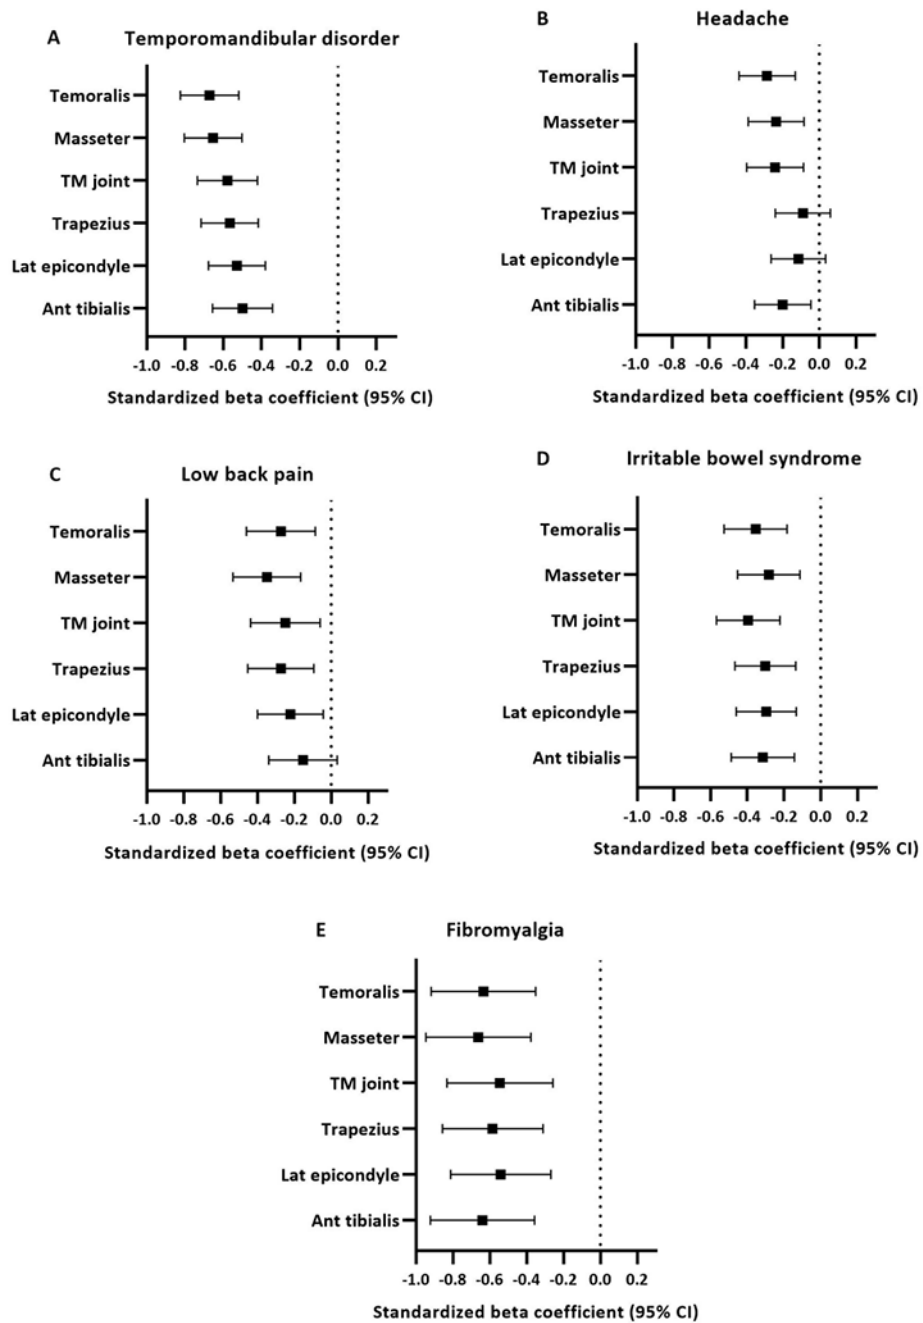 A Temporomandibular disorder
Temoralis
Masseter
TM joint
Trapezius
Lat epicondyle
Ant tibialis
-1.0 -0.8 -0.6 -0.4 -0.2 0.0 0.2
Standardized beta coefficient (95% CI)
B Headache
Temoralis
Masseter
TM joint
Trapezius
Lat epicondyle
Ant tibialis
-1.0 -0.8 -0.6 -0.4 -0.2 0.0 0.2
Standardized beta coefficient (95% CI)
C Low back pain
Temoralis
Masseter
TM joint
Trapezius
Lat epicondyle
Ant tibialis
-1.0 -0.8 -0.6 -0.4 -0.2 0.0 0.2
Standardized beta coefficient (95% CI)
D Irritable bowel syndrome
Temoralis
Masseter
TM joint
Trapezius
Lat epicondyle
Ant tibialis
-1.0 -0.8 -0.6 -0.4 -0.2 0.0 0.2
Standardized beta coefficient (95% CI)
E Fibromyalgia
Temoralis
Masseter
TM joint
Trapezius
Lat epicondyle
Ant tibialis
-1.0 -0.8 -0.6 -0.4 -0.2 0.0 0.2
Standardized beta coefficient (95% CI)